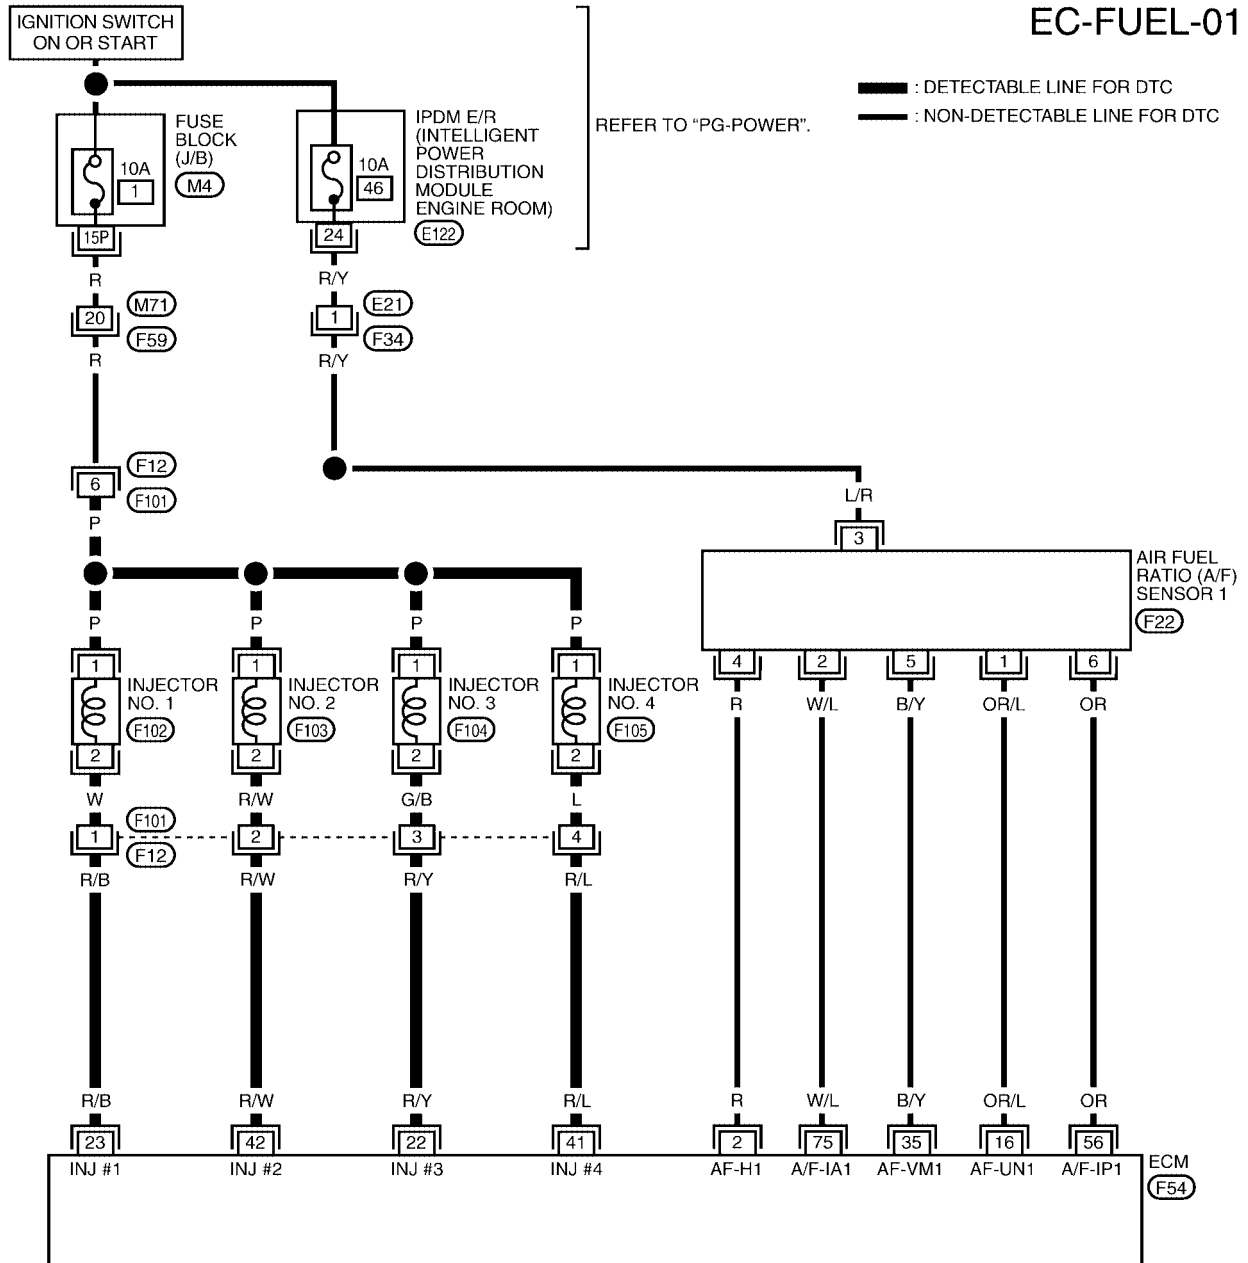 EC-FUEL-01
IGNITION SWITCH
ON OR START
: DETECTABLE LINE FOR DTC
: NON-DETECTABLE LINE FOR DTC
REFER TO “PG-POWER”.
FUSE
BLOCK
(J/B)
M4
10A
1
15P
IPDM E/R
(INTELLIGENT
POWER
DISTRIBUTION
MODULE
ENGINE ROOM)
E122
10A
46
24
R
R/Y
20
M71
F59
1
E21
F34
R
R/Y
6
F12
F101
P
L/R
3
AIR FUEL
RATIO (A/F)
SENSOR 1
F22
P P P P
1 1 1 1
INJECTOR
NO. 1
F102
INJECTOR
NO. 2
F103
INJECTOR
NO. 3
F104
INJECTOR
NO. 4
F105
2 2 2 2
4 2 5 1 6
R W/L B/Y OR/L OR
W R/W G/B L
F101
1 2 3 4
F12
R/B R/W R/Y R/L
R/B R/W R/Y R/L R W/L B/Y OR/L OR
23 42 22 41 2 75 35 16 56
INJ #1 INJ #2 INJ #3 INJ #4 AF-H1 A/F-IA1 AF-VM1 AF-UN1 A/F-IP1
ECM
F54